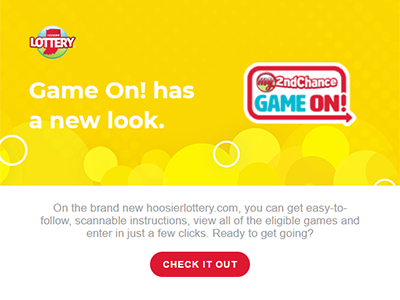 HOOSIER
LOTTERY
Game On! has
a new look.
my2ndChance
GAME ON!
On the brand new hoosierlottery.com, you can get easy-to-
follow, scannable instructions, view all of the eligible games and
enter in just a few clicks. Ready to get going?
CHECK IT OUT